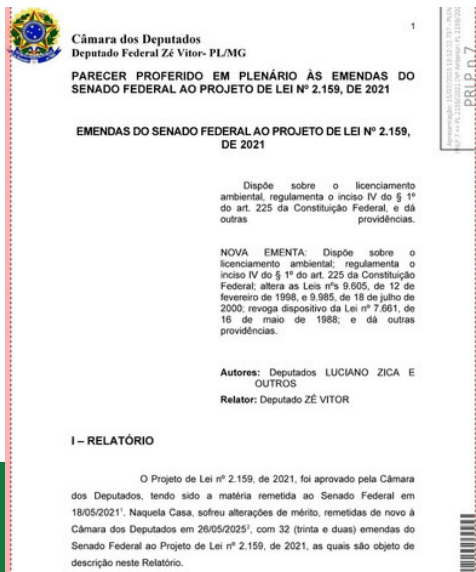 1
Câmara dos Deputados
Deputado Federal Zé Vitor- PL/MG
PARECER PROFERIDO EM PLENÁRIO ÀS EMENDAS DO
SENADO FEDERAL AO PROJETO DE LEI Nº 2.159, DE 2021
EMENDAS DO SENADO FEDERAL AO PROJETO DE LEI Nº 2.159,
DE 2021
Dispõe sobre o licenciamento
ambiental, regulamenta o inciso IV do § 1º
do art. 225 da Constituição Federal, e dá
outras providências.
NOVA EMENTA: Dispõe sobre o
licenciamento ambiental; regulamenta o
inciso IV do § 1º do art. 225 da Constituição
Federal; altera as Leis nºs 9.605, de 12 de
fevereiro de 1998, e 9.985, de 18 de julho de
2000; revoga dispositivo da Lei nº 7.661, de
16 de maio de 1988; e dá outras
providências.
Autores: Deputados LUCIANO ZICA E
OUTROS
Relator: Deputado ZÉ VITOR
I – RELATÓRIO
O Projeto de Lei nº 2.159, de 2021, foi aprovado pela Câmara
dos Deputados, tendo sido a matéria remetida ao Senado Federal em
18/05/2021¹. Naquela Casa, sofreu alterações de mérito, remetidas de novo à
Câmara dos Deputados em 26/05/2025², com 32 (trinta e duas) emendas do
Senado Federal ao Projeto de Lei nº 2.159, de 2021, as quais são objeto de
descrição neste Relatório.
PRLP n.7